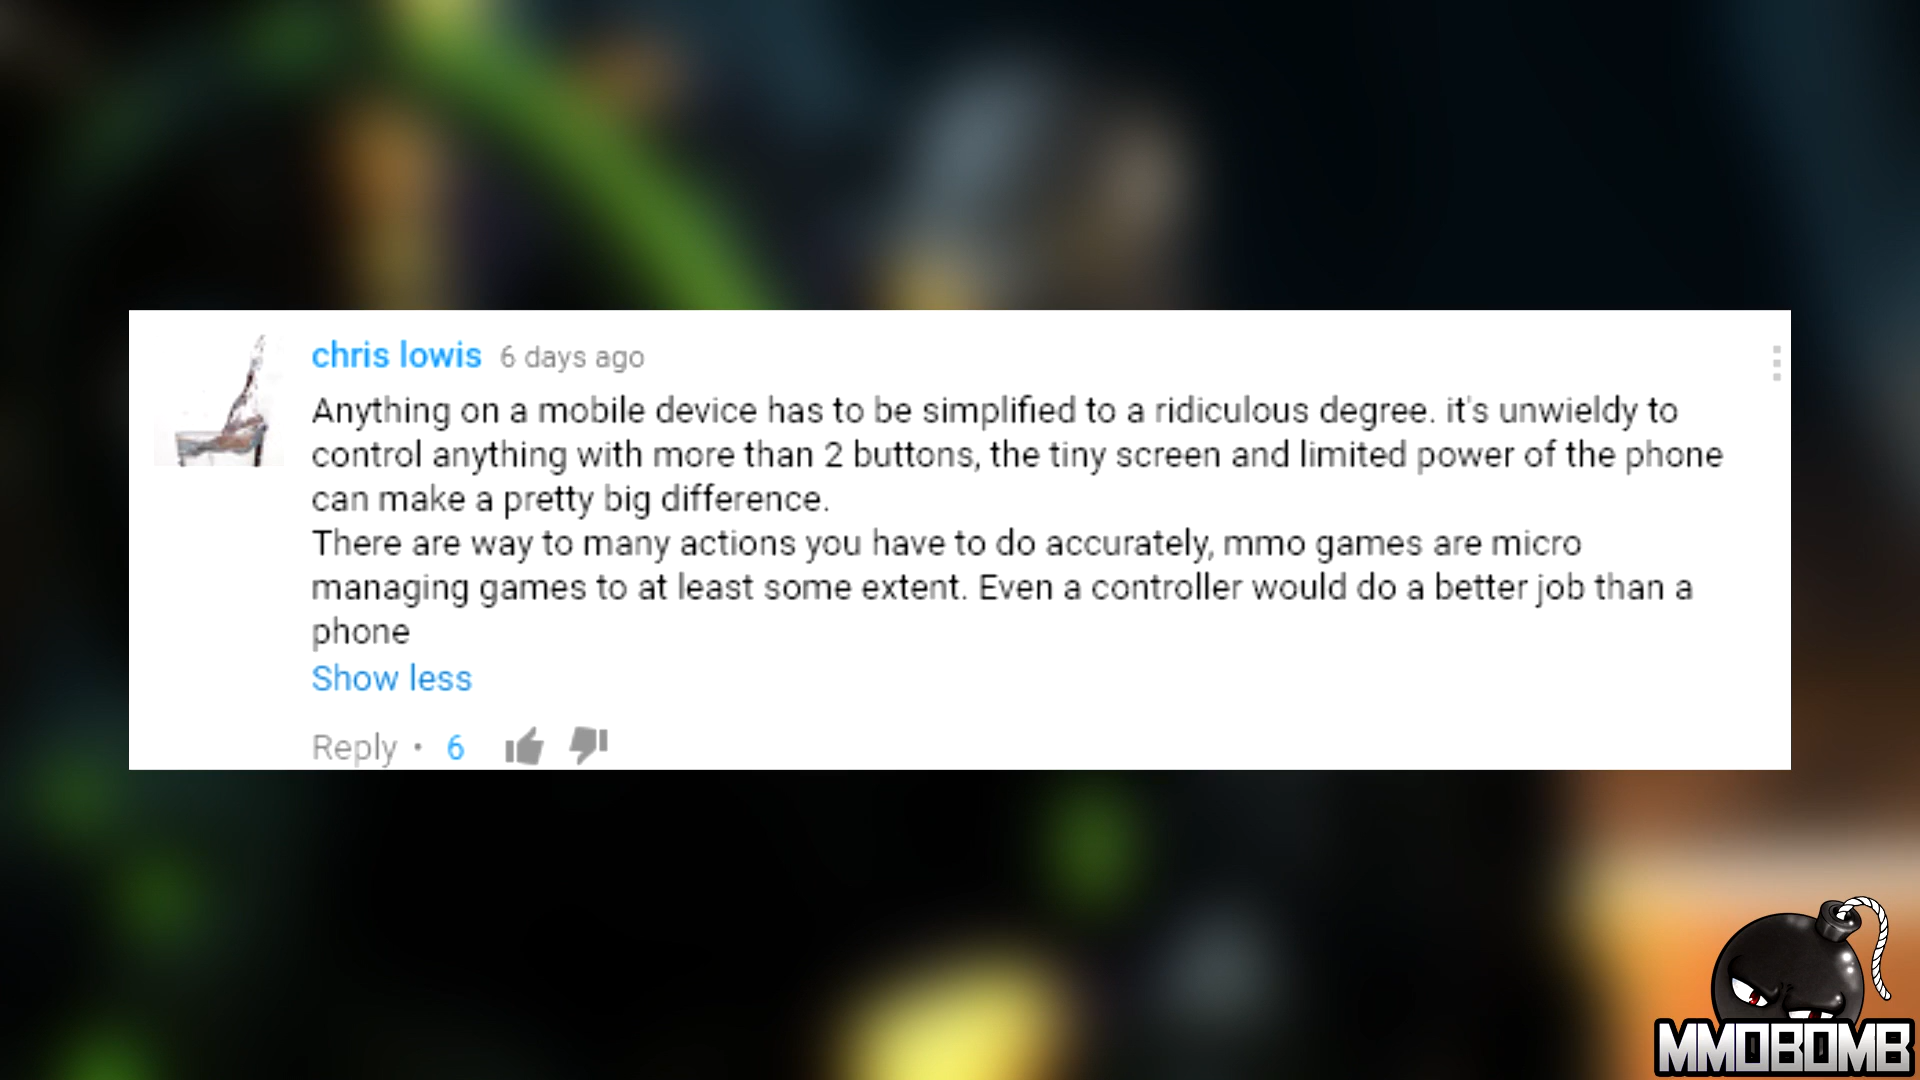 chris lowis 6 days ago
Anything on a mobile device has to be simplified to a ridiculous degree. it's unwieldy to
control anything with more than 2 buttons, the tiny screen and limited power of the phone
can make a pretty big difference.
There are way to many actions you have to do accurately, mmo games are micro
managing games to at least some extent. Even a controller would do a better job than a
phone
Show less
Reply • 6
MMOBOMB